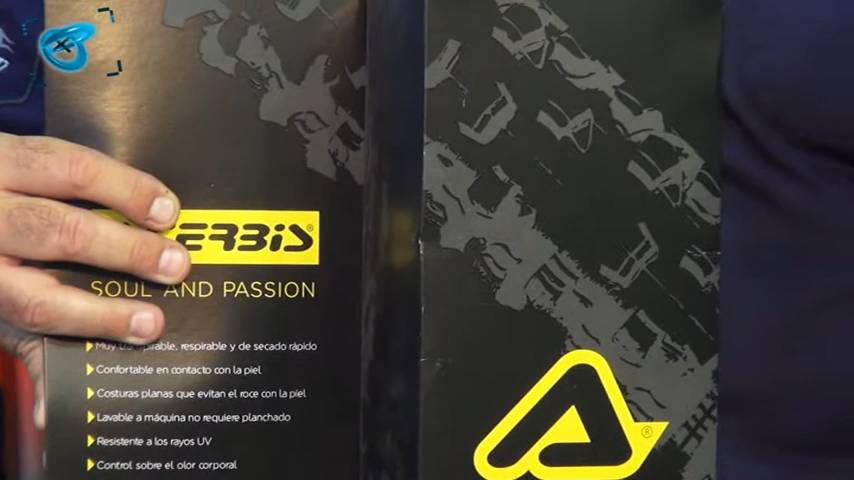 ERBIS®
SOUL AND PASSION
Muy transpirable, respirable y de secado rápido
Confortable en contacto con la piel
Costuras planas que evitan el roce con la piel
Lavable a máquina no requiere planchado
Resistente a los rayos UV
Control sobre el olor corporal
®